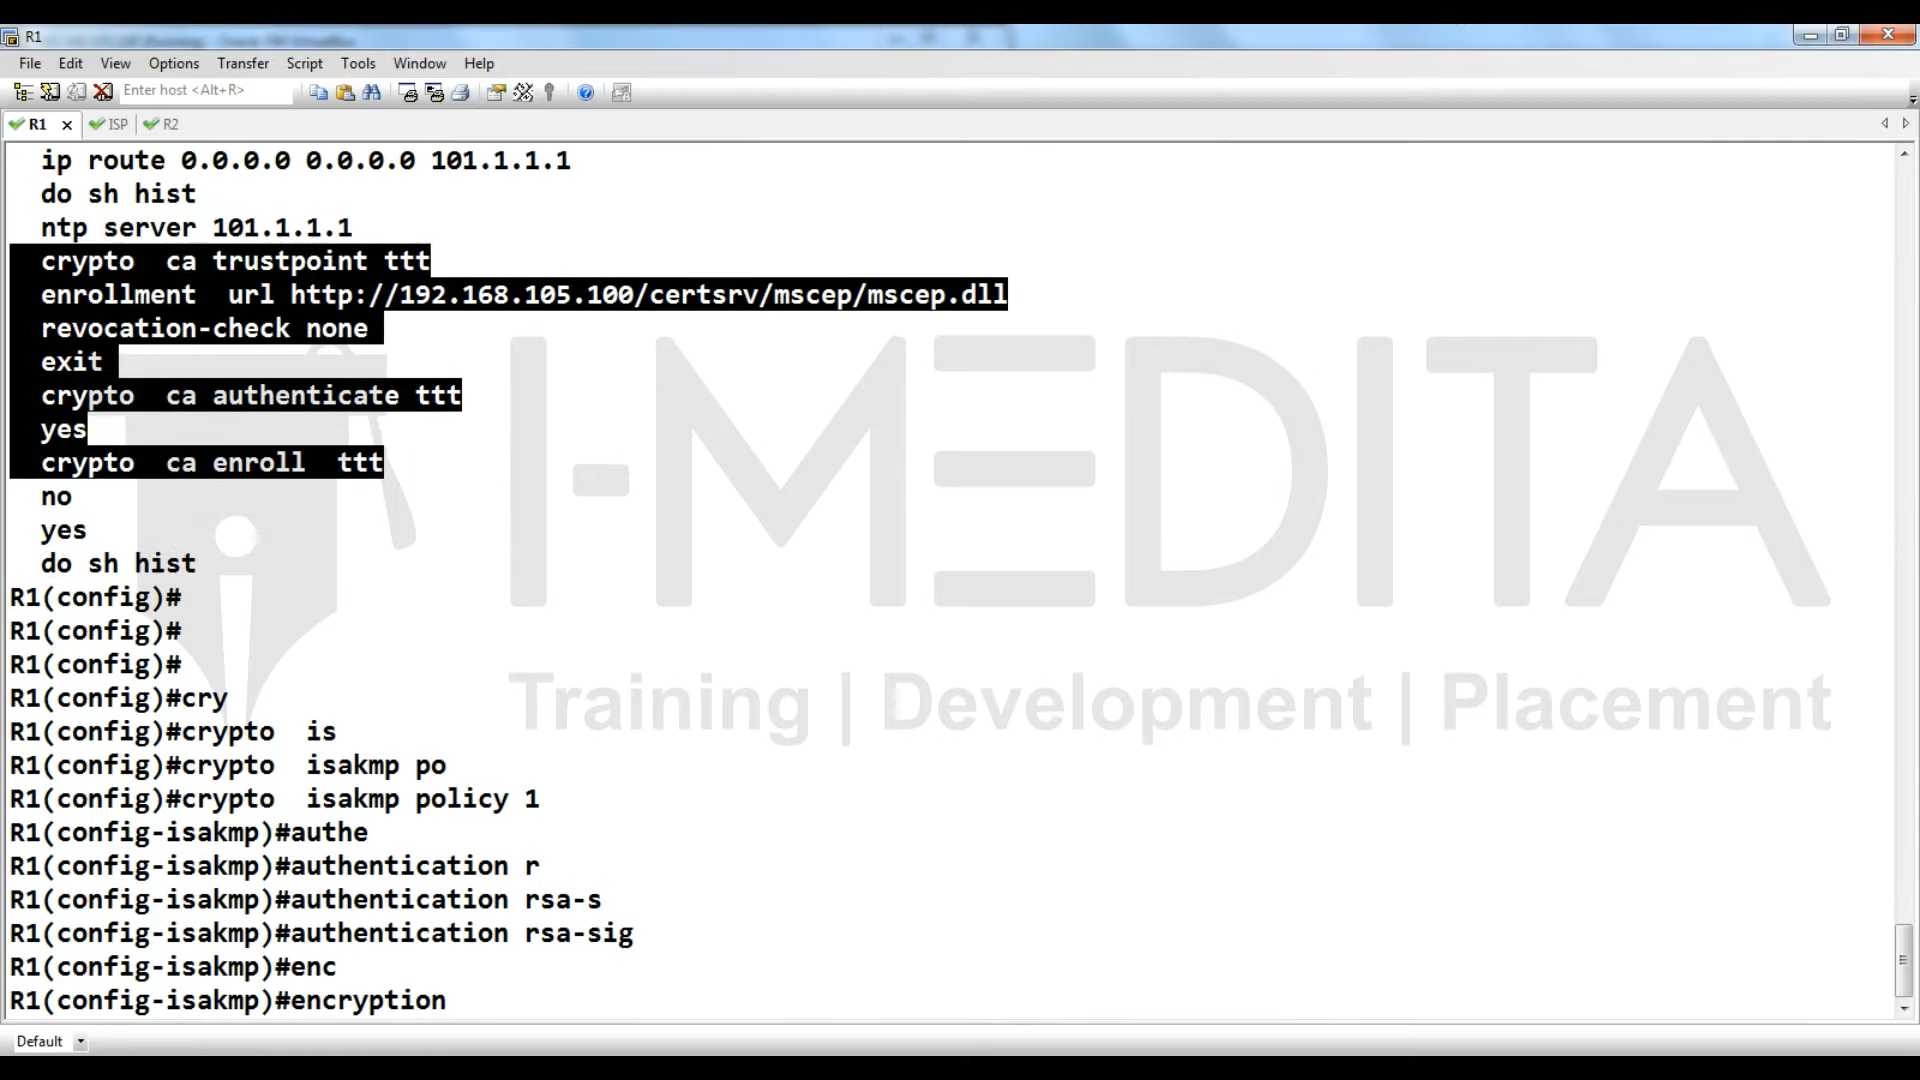 R1
File Edit View Options Transfer Script Tools Window Help
Enter host <Alt+R>
R1 ISP R2
ip route 0.0.0.0 0.0.0.0 101.1.1.1
do sh hist
ntp server 101.1.1.1
crypto  ca trustpoint ttt
enrollment  url http://192.168.105.100/certsrv/mscep/mscep.dll
revocation-check none
exit
crypto  ca authenticate ttt
yes
crypto  ca enroll  ttt
no
yes
do sh hist
R1(config)#
R1(config)#
R1(config)#
R1(config)#cry
R1(config)#crypto  is
R1(config)#crypto  isakmp po
R1(config)#crypto  isakmp policy 1
R1(config-isakmp)#authe
R1(config-isakmp)#authentication r
R1(config-isakmp)#authentication rsa-s
R1(config-isakmp)#authentication rsa-sig
R1(config-isakmp)#enc
R1(config-isakmp)#encryption
I-MEDITA
Training | Development | Placement
Default